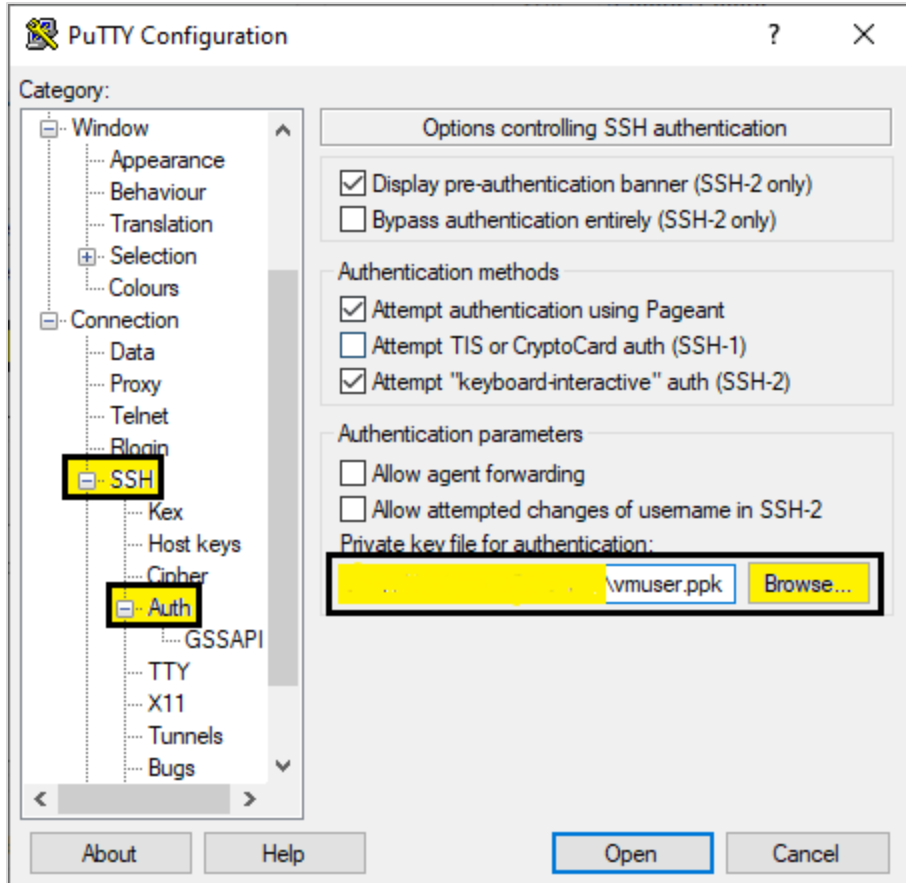 PuTTY Configuration
?
Category:
Window
Appearance
Behaviour
Translation
Selection
Colours
Connection
Data
Proxy
Telnet
Rlogin
SSH
Kex
Host keys
Cipher
Auth
GSSAPI
TTY
X11
Tunnels
Bugs
Options controlling SSH authentication
Display pre-authentication banner (SSH-2 only)
Bypass authentication entirely (SSH-2 only)
Authentication methods
Attempt authentication using Pageant
Attempt TIS or CryptoCard auth (SSH-1)
Attempt "keyboard-interactive" auth (SSH-2)
Authentication parameters
Allow agent forwarding
Allow attempted changes of username in SSH-2
Private key file for authentication:
\vmuser.ppk
Browse...
About
Help
Open
Cancel